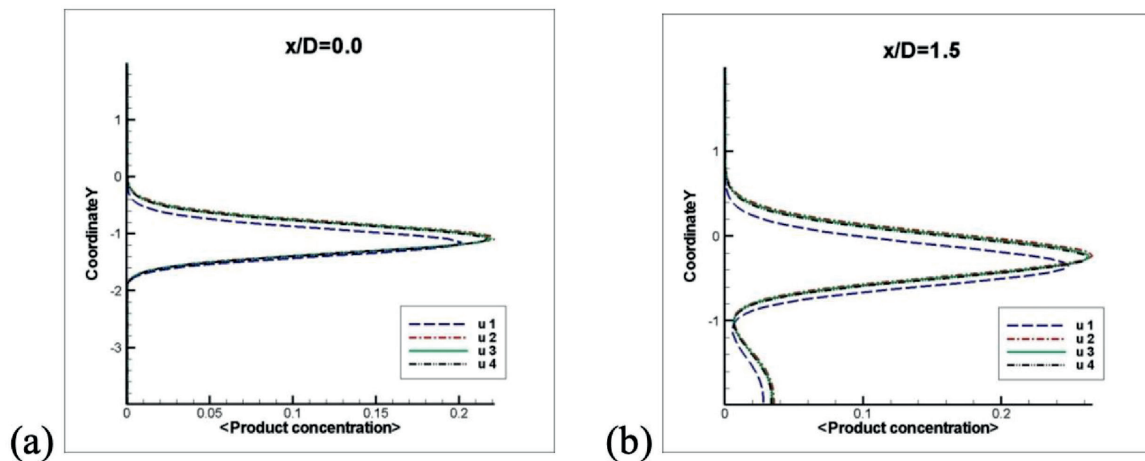 x/D=0.0
1
0
-1
-2
-3
Coordinate Y
0
0.05
0.1
0.15
0.2
<Product concentration>
u 1
u 2
u 3
u 4
(a)
x/D=1.5
1
0
-1
Coordinate Y
0
0.1
0.2
<Product concentration>
u 1
u 2
u 3
u 4
(b)